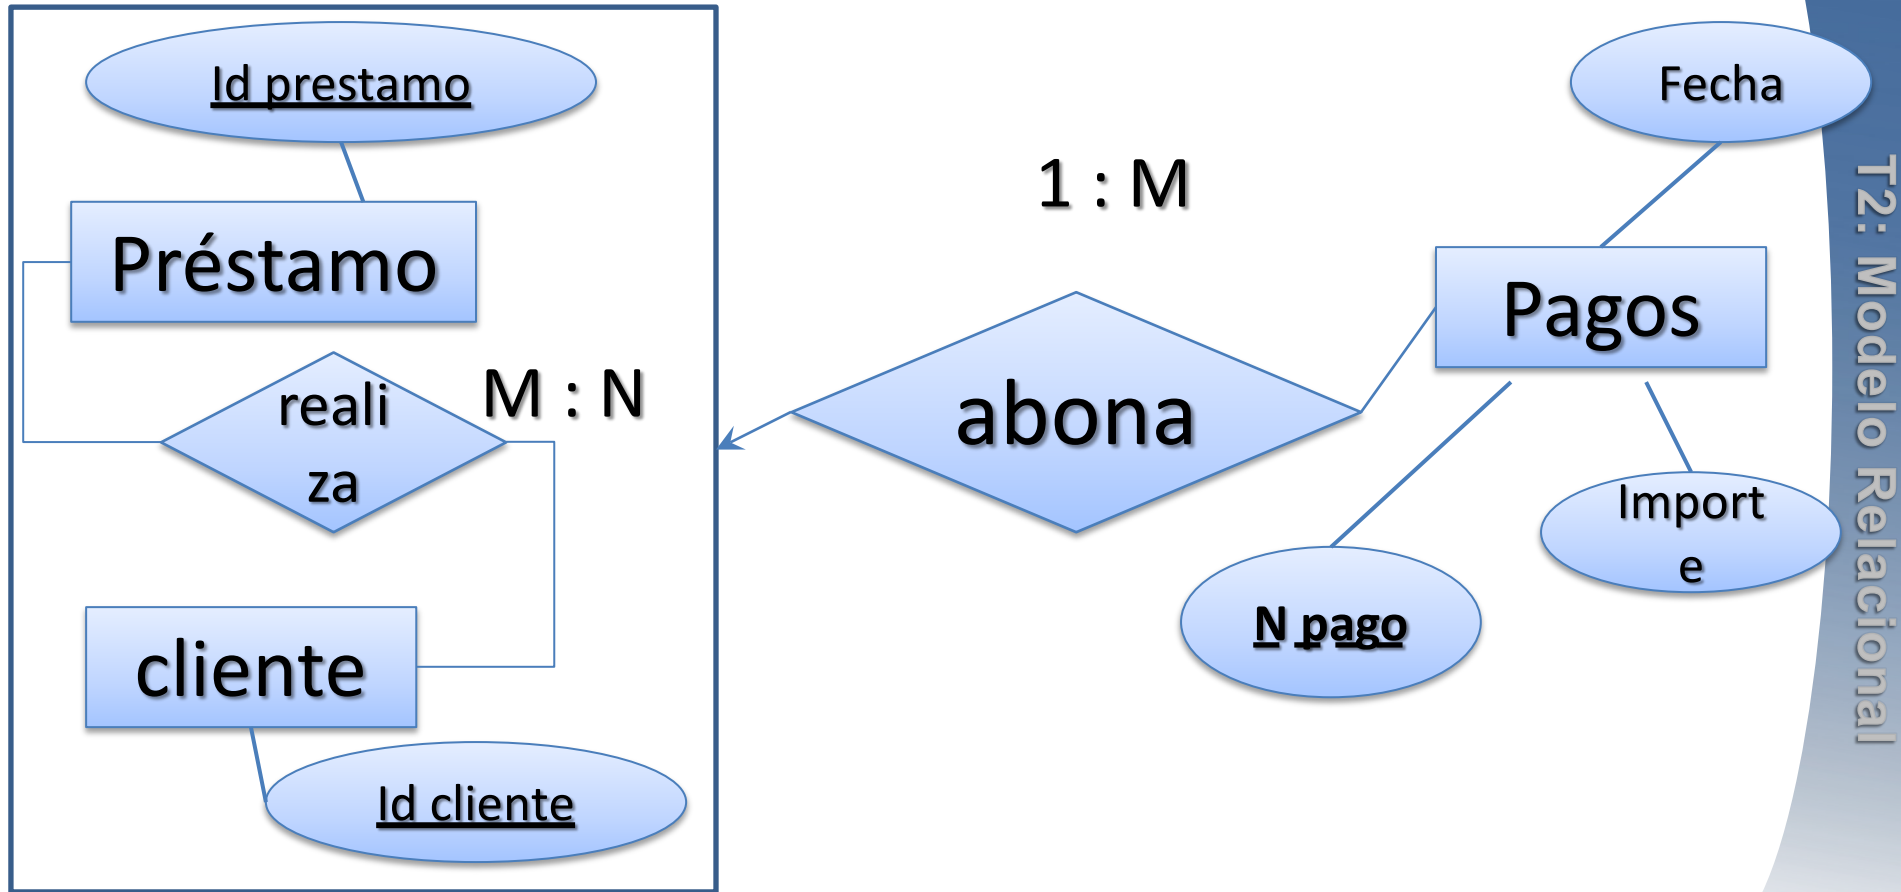 Id prestamo
Préstamo
reali
za
M : N
cliente
Id cliente
1 : M
abona
Fecha
Pagos
Import
e
N pago
T2: Modelo Relacional